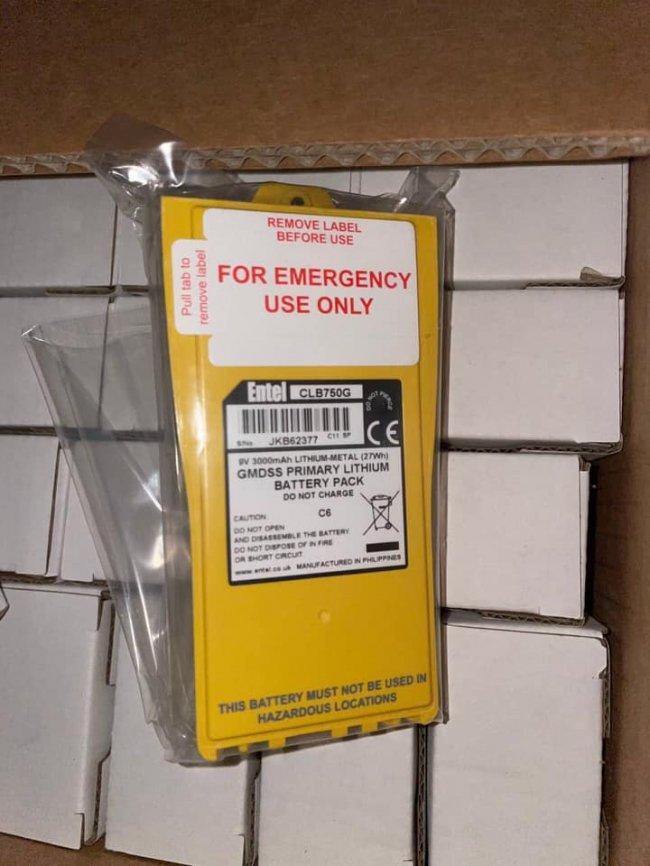 REMOVE LABEL
BEFORE USE
Pull tab to
remove label
FOR EMERGENCY
USE ONLY
Entel CLB750G
DO NOT PIERCE
S/No. JKB62377 C11 SF
CE
9V 3000mAh LITHIUM-METAL (27Wh)
GMDSS PRIMARY LITHIUM
BATTERY PACK
DO NOT CHARGE
C6
CAUTION
DO NOT OPEN
AND DISASSEMBLE THE BATTERY
DO NOT DISPOSE OF IN FIRE
OR SHORT CIRCUIT
www.entel.co.uk MANUFACTURED IN PHILIPPINES
THIS BATTERY MUST NOT BE USED IN
HAZARDOUS LOCATIONS